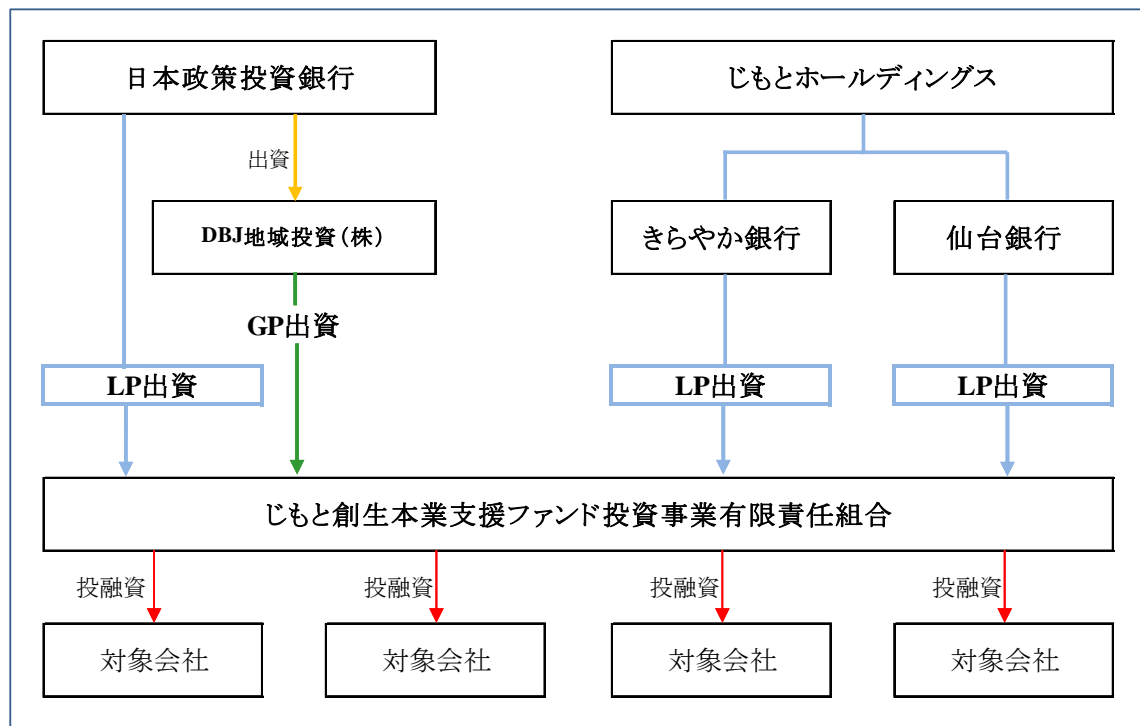 日本政策投資銀行
じもとホールディングス
出資
DBJ地域投資（株）
きらやか銀行
仙台銀行
GP出資
LP出資
LP出資
LP出資
じもと創生本業支援ファンド投資事業有限責任組合
投融資
投融資
投融資
投融資
対象会社
対象会社
対象会社
対象会社